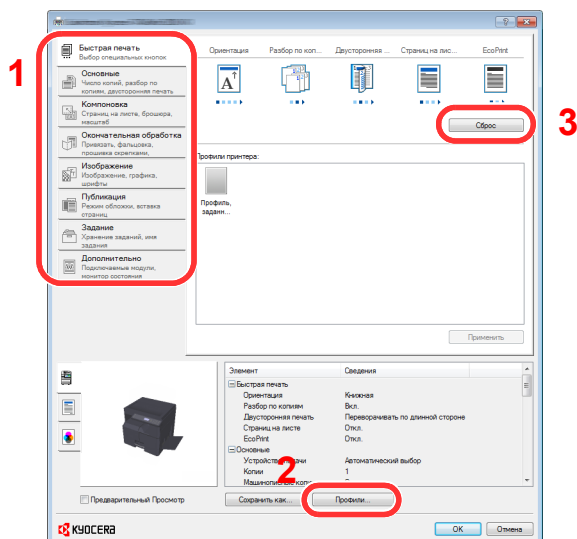 1
Быстрая печать
Выбор специальных кнопок
Основные
Число копий, разбор по
копиям, двусторонняя печать
Компоновка
Страниц на листе, брошюра,
масштаб
Окончательная обработка
Привязать, фальцовка,
прошивка скрепками,
Изображение
Изображение, графика,
шрифты
Публикация
Режим обложки, вставка
страниц
Задание
Хранение заданий, имя
задания
Дополнительно
Подключаемые модули,
монитор состояния
Ориентация Разбор по коп... Двусторонняя ... Страниц на лис... EcoPrint
A
Сброс
3
Профили принтера:
Профиль,
заданн...
Применить
Элемент Сведения
Быстрая печать
Ориентация Книжная
Разбор по копиям Вкл.
Двусторонняя печать Переворачивать по длинной стороне
Страниц на листе Откл.
EcoPrint Откл.
Основные
Автоматический выбор
Копии 1
2
Предварительный Просмотр
Сохранить как...
Профили...
KYOCERA
OK
Отмена